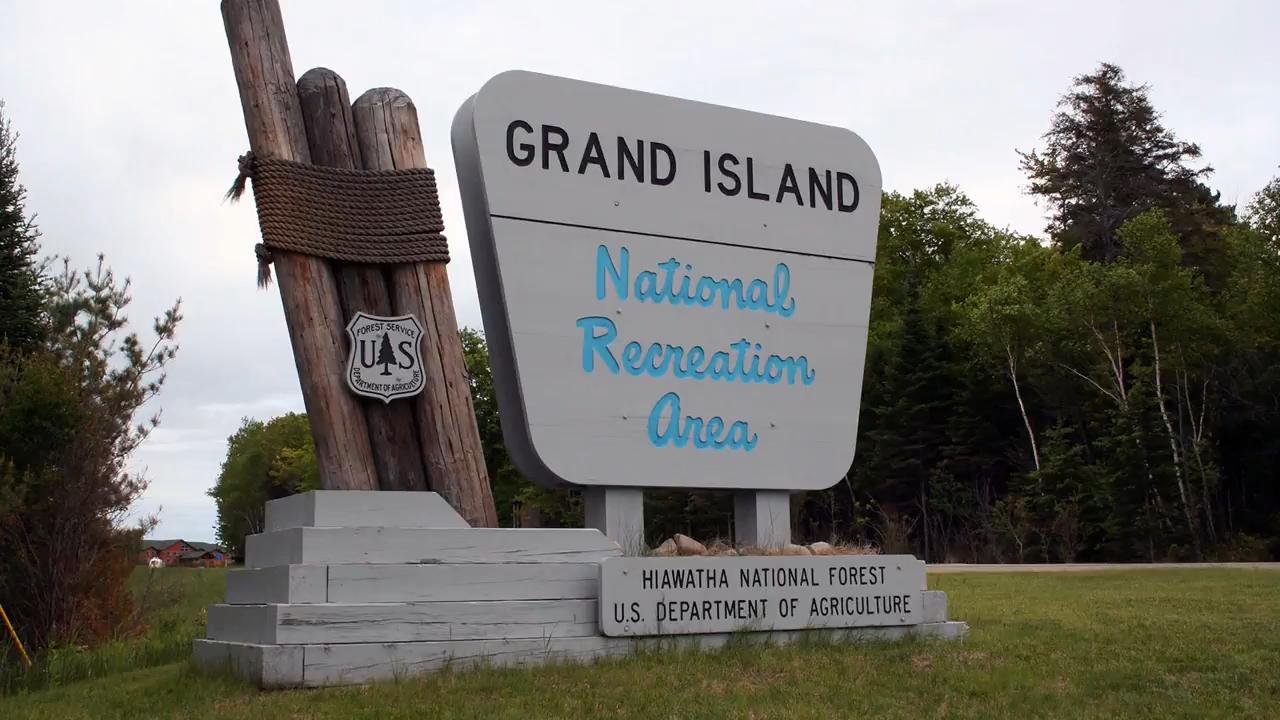 GRAND ISLAND
National
Recreation
Area
FOREST SERVICE
U S
DEPARTMENT OF AGRICULTURE
HIAWATHA NATIONAL FOREST
U.S. DEPARTMENT OF AGRICULTURE